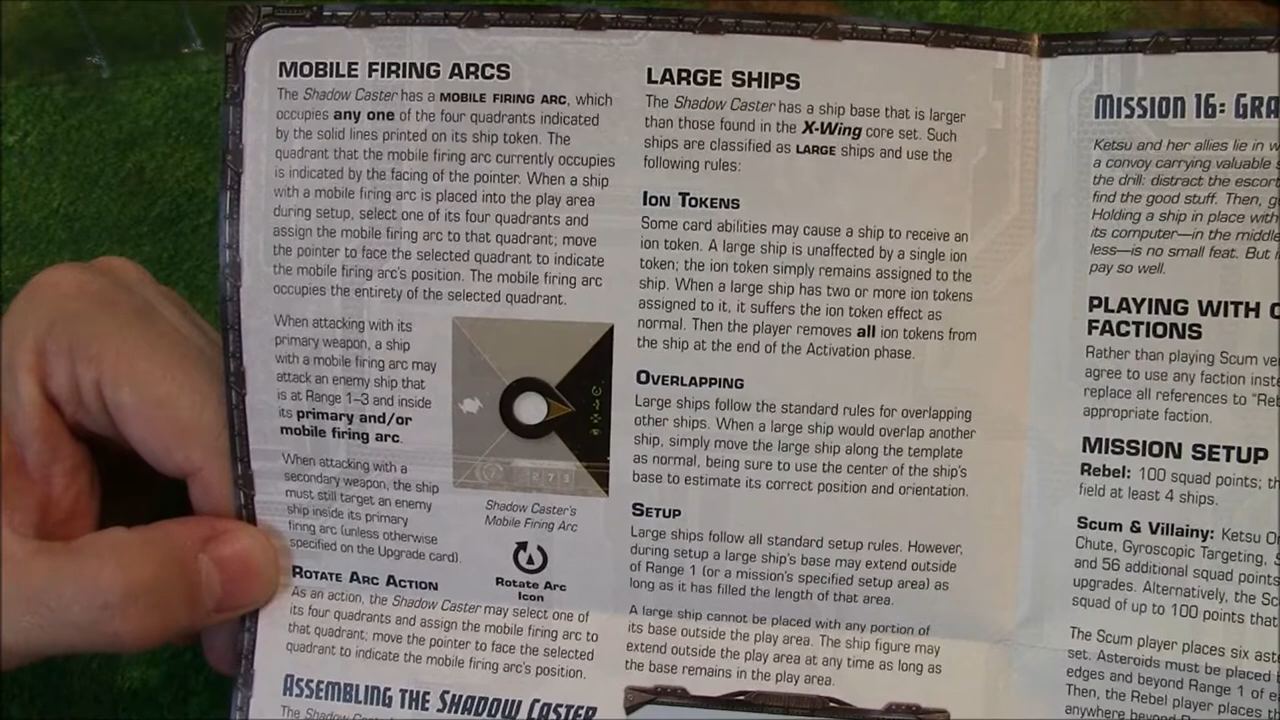 MOBILE FIRING ARCS
The Shadow Caster has a MOBILE FIRING ARC, which
occupies any one of the four quadrants indicated
by the solid lines printed on its ship token. The
quadrant that the mobile firing arc currently occupies
is indicated by the facing of the pointer. When a ship
with a mobile firing arc is placed into the play area
during setup, select one of its four quadrants and
assign the mobile firing arc to that quadrant; move
the pointer to face the selected quadrant to indicate
the mobile firing arc's position. The mobile firing arc
occupies the entirety of the selected quadrant.
When attacking with its
primary weapon, a ship
with a mobile firing arc may
attack an enemy ship that
is at Range 1–3 and inside
its primary and/or
mobile firing arc.
When attacking with a
secondary weapon, the ship
must still target an enemy
ship inside its primary
firing arc (unless otherwise
specified on the Upgrade card).
Shadow Caster's
Mobile Firing Arc
Rotate Arc
Icon
ROTATE ARC ACTION
As an action, the Shadow Caster may select one of
its four quadrants and assign the mobile firing arc to
that quadrant; move the pointer to face the selected
quadrant to indicate the mobile firing arc's position.
ASSEMBLING THE SHADOW CASTER
The Shadow
LARGE SHIPS
The Shadow Caster has a ship base that is larger
than those found in the X-Wing core set. Such
ships are classified as LARGE ships and use the
following rules:
ION TOKENS
Some card abilities may cause a ship to receive an
ion token. A large ship is unaffected by a single ion
token; the ion token simply remains assigned to the
ship. When a large ship has two or more ion tokens
assigned to it, it suffers the ion token effect as
normal. Then the player removes all ion tokens from
the ship at the end of the Activation phase.
OVERLAPPING
Large ships follow the standard rules for overlapping
other ships. When a large ship would overlap another
ship, simply move the large ship along the template
as normal, being sure to use the center of the ship's
base to estimate its correct position and orientation.
SETUP
Large ships follow all standard setup rules. However,
during setup a large ship's base may extend outside
of Range 1 (or a mission's specified setup area) as
long as it has filled the length of that area.
A large ship cannot be placed with any portion of
its base outside the play area. The ship figure may
extend outside the play area at any time as long as
the base remains in the play area.
MISSION 16: GRA
Ketsu and her allies lie in w
a convoy carrying valuable s
the drill: distract the escort
find the good stuff. Then, g
Holding a ship in place with
its computer—in the middle
less—is no small feat. But i
pay so well.
PLAYING WITH O
FACTIONS
Rather than playing Scum ve
agree to use any faction inste
replace all references to "Reb
appropriate faction.
MISSION SETUP
Rebel: 100 squad points; th
field at least 4 ships.
Scum & Villainy: Ketsu On
Chute, Gyroscopic Targeting, S
and 56 additional squad points
upgrades. Alternatively, the Sc
squad of up to 100 points that
The Scum player places six aste
set. Asteroids must be placed b
edges and beyond Range 1 of e
Then, the Rebel player places th
anywhere beyond